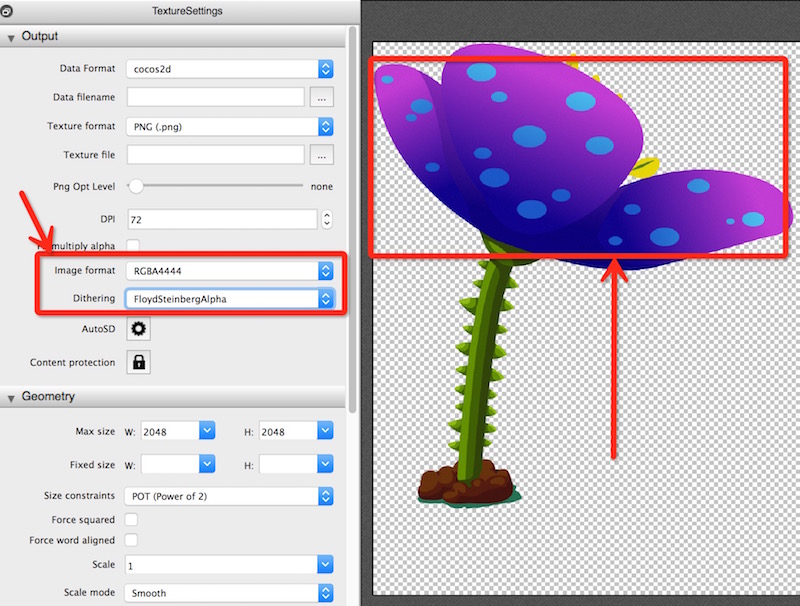 TextureSettings
Output
Data Format cocos2d
Data filename ...
Texture format PNG (.png)
Texture file ...
Png Opt Level none
DPI 72
multiply alpha
Image format RGBA4444
Dithering FloydSteinbergAlpha
AutoSD
Content protection
Geometry
Max size W: 2048 H: 2048
Fixed size W: H:
Size constraints POT (Power of 2)
Force squared
Force word aligned
Scale 1
Scale mode Smooth